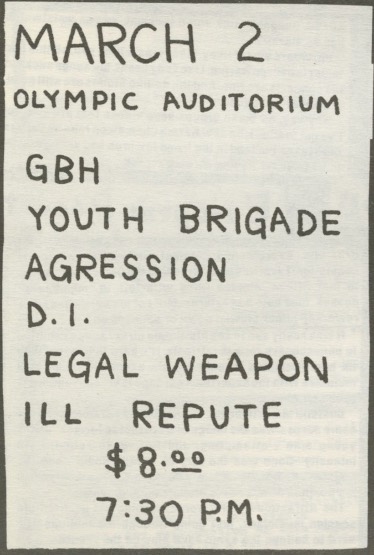 MARCH 2
OLYMPIC AUDITORIUM
GBH
YOUTH BRIGADE
AGRESSION
D.I.
LEGAL WEAPON
ILL REPUTE
$8.00
7:30 P.M.